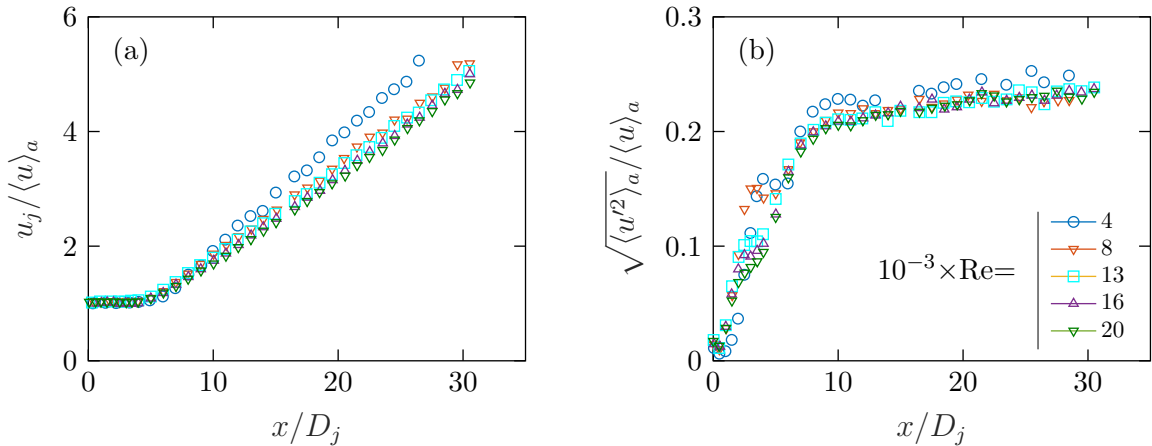 (a)
u_j/⟨u⟩_a
6
4
2
0
0 10 20 30
x/D_j
(b)
√⟨u′²⟩_a/⟨u⟩_a
0.3
0.2
0.1
0
0 10 20 30
x/D_j
10⁻³×Re=
4
8
13
16
20